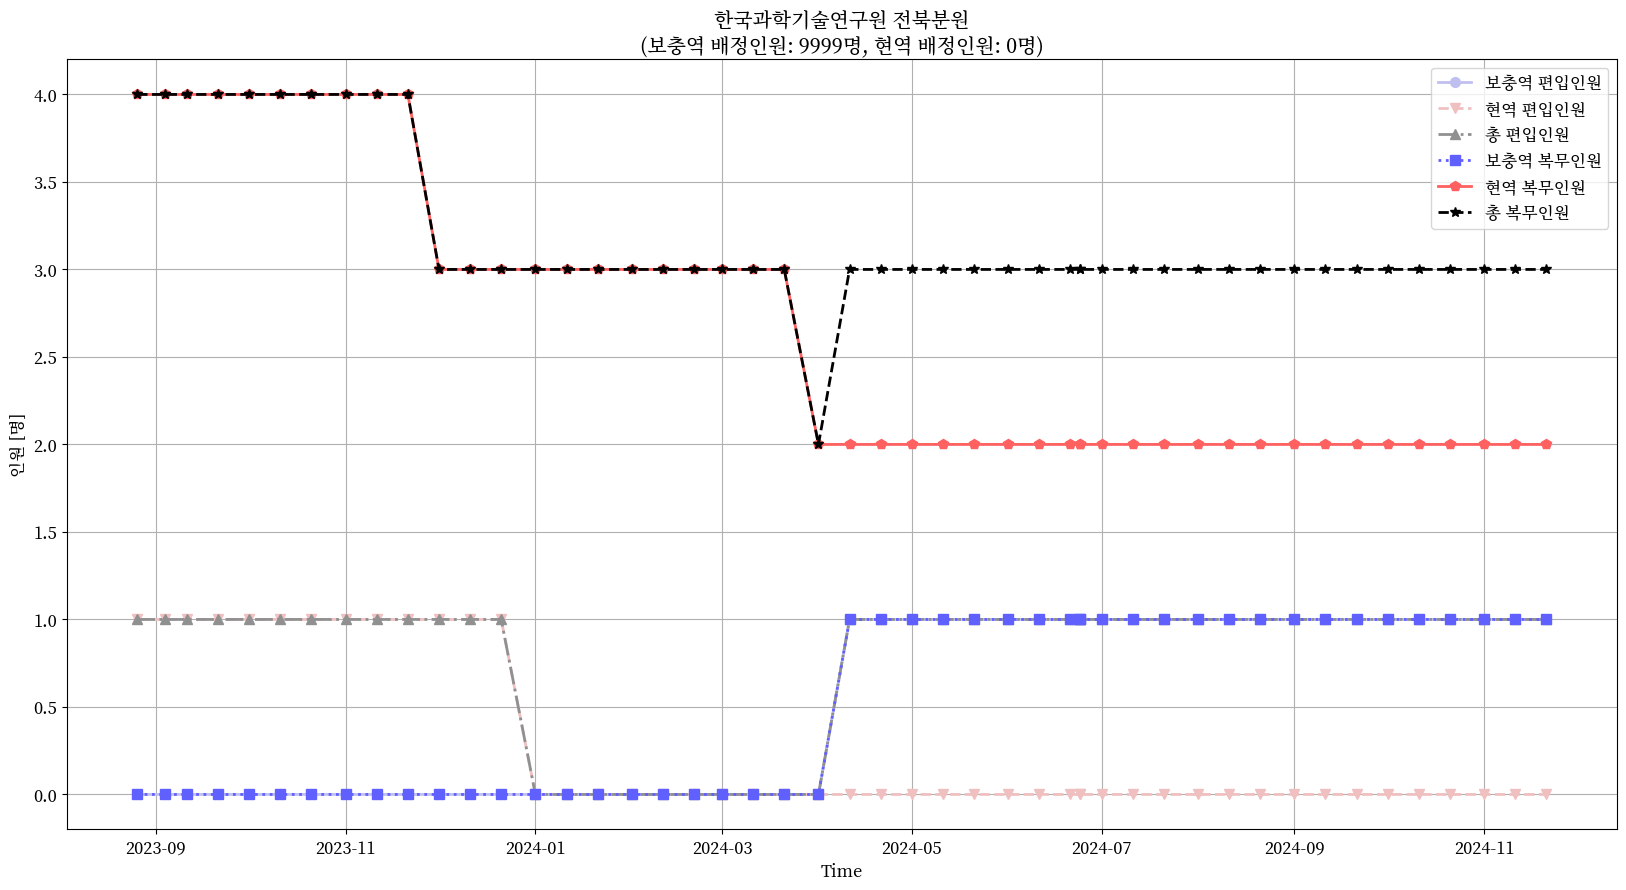 한국과학기술연구원 전북분원
(보충역 배정인원: 9999명, 현역 배정인원: 0명)
보충역 편입인원
현역 편입인원
총 편입인원
보충역 복무인원
현역 복무인원
총 복무인원
인원 [명]
4.0
3.5
3.0
2.5
2.0
1.5
1.0
0.5
0.0
2023-09
2023-11
2024-01
2024-03
2024-05
2024-07
2024-09
2024-11
Time